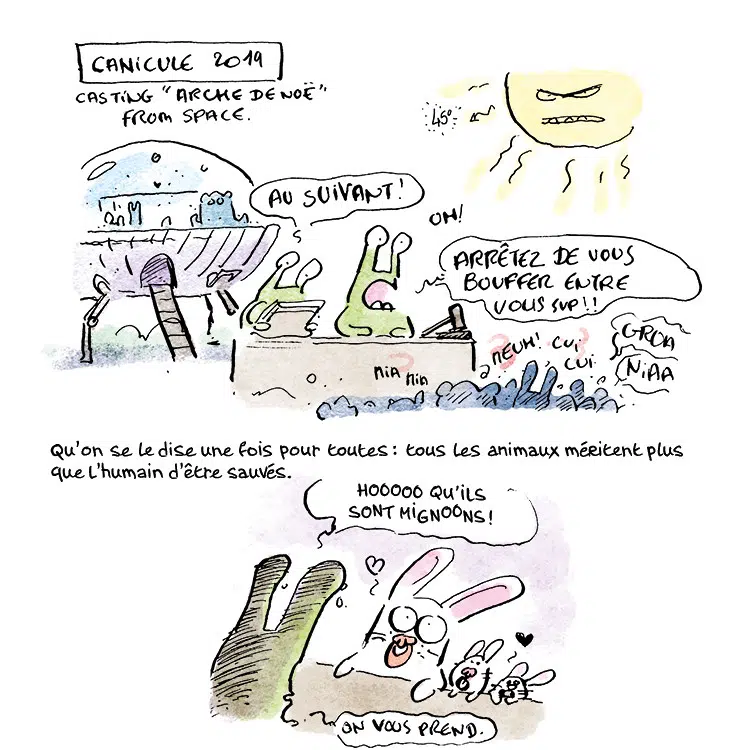 CANICULE 2019
CASTING "ARCHE DE NOË"
FROM SPACE.
45°
AU SUIVANT!
OH!
ARRÊTEZ DE VOUS
BOUFFER ENTRE
VOUS SVP!!
NIA
NIA
MEUH!
CUI
CUI
GROA
NIAA
Qu'on se le dise une fois pour toutes : tous les animaux méritent plus
que l'humain d'être sauvés.
HOOOOO QU'ILS
SONT MIGNOONS!
ON VOUS PREND.